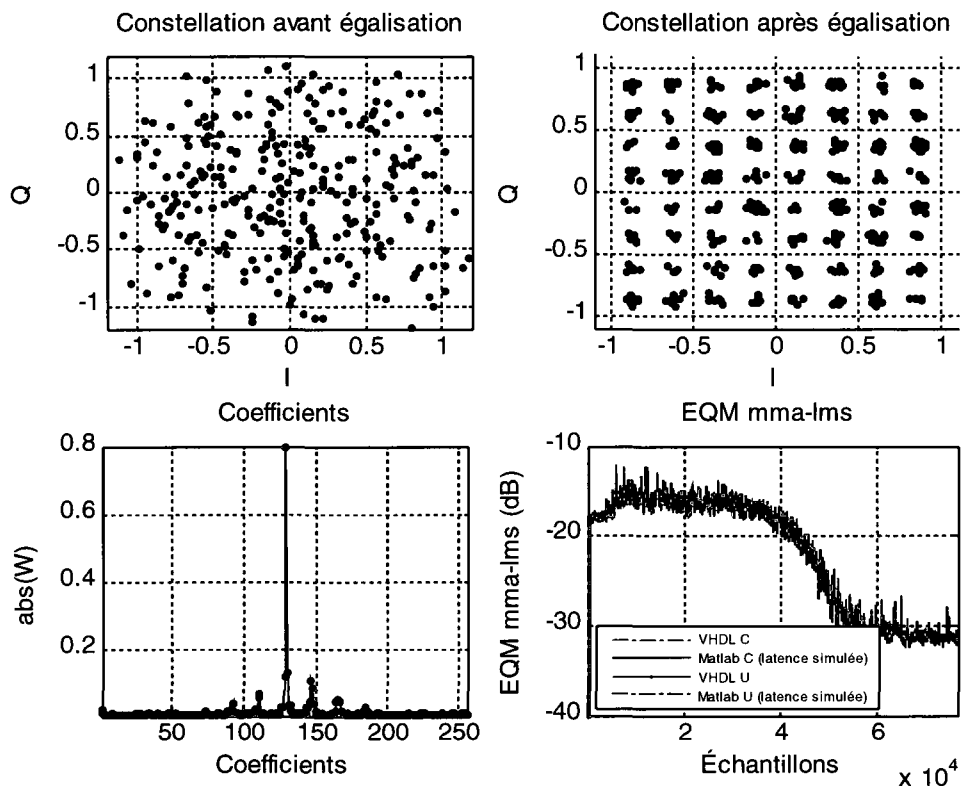 Constellation avant égalisation
1
0.5
0
-0.5
-1
Q
-1 -0.5 0 0.5 1
I
Constellation après égalisation
1
0.5
0
-0.5
-1
Q
-1 -0.5 0 0.5 1
I
Coefficients
0.8
0.6
0.4
0.2
abs(W)
50 100 150 200 250
Coefficients
EQM mma-lms
-10
-20
-30
-40
EQM mma-lms (dB)
VHDL C
Matlab C (latence simulée)
VHDL U
Matlab U (latence simulée)
2 4 6
Échantillons
x 10⁴